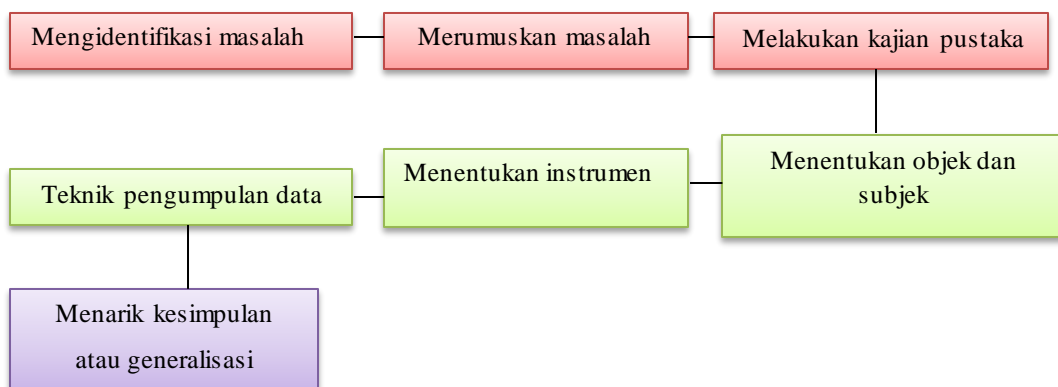 Mengidentifikasi masalah
Merumuskan masalah
Melakukan kajian pustaka
Menentukan objek dan
subjek
Menentukan instrumen
Teknik pengumpulan data
Menarik kesimpulan
atau generalisasi